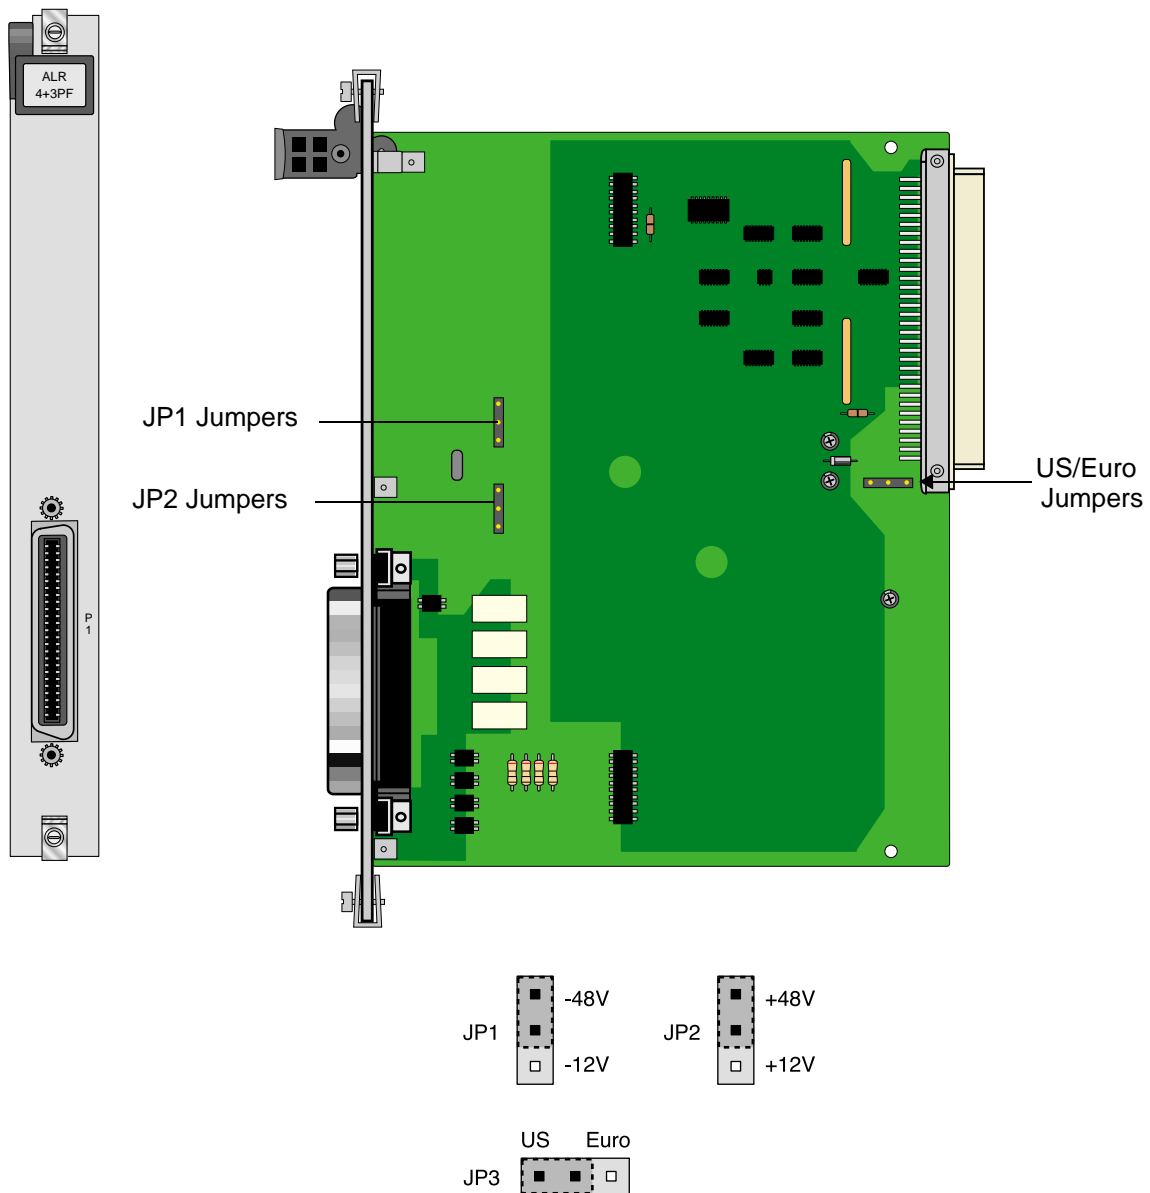 ALR
4+3PF
JP1 Jumpers
JP2 Jumpers
US/Euro
Jumpers
P
1
-48V
JP1
-12V
+48V
JP2
+12V
US Euro
JP3